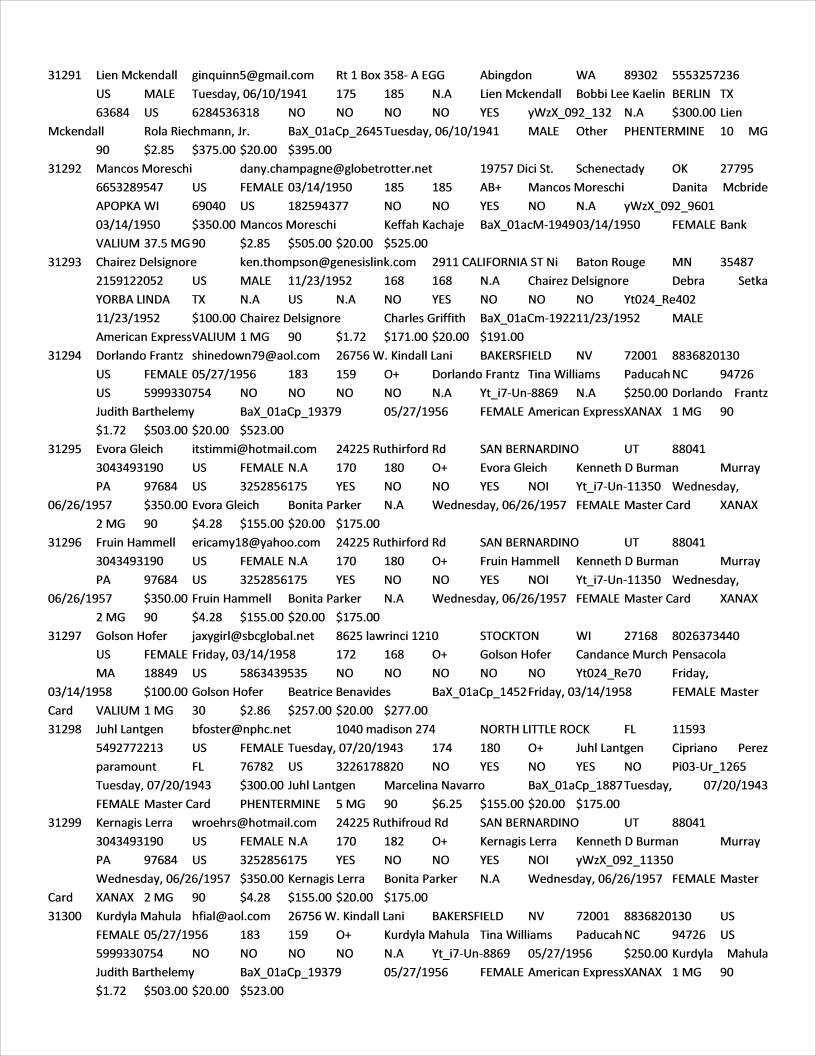 31291 Lien Mckendall ginquinn5@gmail.com Rt 1 Box 358- A EGG Abingdon WA 89302 5553257236
US MALE Tuesday, 06/10/1941 175 185 N.A Lien Mckendall Bobbi Lee Kaelin BERLIN TX
63684 US 6284536318 NO NO NO NO YES yWzX_092_132 N.A $300.00 Lien
Mckendall Rola Riechmann, Jr. BaX_01aCp_2645 Tuesday, 06/10/1941 MALE Other PHENTERMINE 10 MG
90 $2.85 $375.00 $20.00 $395.00
31292 Mancos Moreschi dany.champagne@globetrotter.net 19757 Dici St. Schenectady OK 27795
6653289547 US FEMALE 03/14/1950 185 185 AB+ Mancos Moreschi Danita Mcbride
APOPKA WI 69040 US 182594377 NO NO YES NO N.A yWzX_092_9601
03/14/1950 $350.00 Mancos Moreschi Keffah Kachaje BaX_01acM-1949 03/14/1950 FEMALE Bank
VALIUM 37.5 MG 90 $2.85 $505.00 $20.00 $525.00
31293 Chairez Delsignore ken.thompson@genesislink.com 2911 CALIFORNIA ST Ni Baton Rouge MN 35487
2159122052 US MALE 11/23/1952 168 168 N.A Chairez Delsignore Debra Setka
YORBA LINDA TX N.A US N.A NO YES NO NO NO Yt024_Re402
11/23/1952 $100.00 Chairez Delsignore Charles Griffith BaX_01aCm-1922 11/23/1952 MALE
American Express VALIUM 1 MG 90 $1.72 $171.00 $20.00 $191.00
31294 Dorlando Frantz shinedown79@aol.com 26756 W. Kindall Lani BAKERSFIELD NV 72001 8836820130
US FEMALE 05/27/1956 183 159 O+ Dorlando Frantz Tina Williams Paducah NC 94726
US 5999330754 NO NO NO NO N.A Yt_i7-Un-8869 N.A $250.00 Dorlando Frantz
Judith Barthelemy BaX_01aCp_19379 05/27/1956 FEMALE American Express XANAX 1 MG 90
$1.72 $503.00 $20.00 $523.00
31295 Evora Gleich itstimmi@hotmail.com 24225 Ruthirford Rd SAN BERNARDINO UT 88041
3043493190 US FEMALE N.A 170 180 O+ Evora Gleich Kenneth D Burman Murray
PA 97684 US 3252856175 YES NO NO YES NOI Yt_i7-Un-11350 Wednesday,
06/26/1957 $350.00 Evora Gleich Bonita Parker N.A Wednesday, 06/26/1957 FEMALE Master Card XANAX
2 MG 90 $4.28 $155.00 $20.00 $175.00
31296 Fruin Hammell ericamy18@yahoo.com 24225 Ruthirford Rd SAN BERNARDINO UT 88041
3043493190 US FEMALE N.A 170 180 O+ Fruin Hammell Kenneth D Burman Murray
PA 97684 US 3252856175 YES NO NO YES NOI Yt_i7-Un-11350 Wednesday,
06/26/1957 $350.00 Fruin Hammell Bonita Parker N.A Wednesday, 06/26/1957 FEMALE Master Card XANAX
2 MG 90 $4.28 $155.00 $20.00 $175.00
31297 Golson Hofer jaxygirl@sbcglobal.net 8625 lawrinci 1210 STOCKTON WI 27168 8026373440
US FEMALE Friday, 03/14/1958 172 168 O+ Golson Hofer Candance Murch Pensacola
MA 18849 US 5863439535 NO NO NO NO NO Yt024_Re70 Friday,
03/14/1958 $100.00 Golson Hofer Beatrice Benavides BaX_01aCp_1452 Friday, 03/14/1958 FEMALE Master
Card VALIUM 1 MG 30 $2.86 $257.00 $20.00 $277.00
31298 Juhl Lantgen bfoster@nphc.net 1040 madison 274 NORTH LITTLE ROCK FL 11593
5492772213 US FEMALE Tuesday, 07/20/1943 174 180 O+ Juhl Lantgen Cipriano Perez
paramount FL 76782 US 3226178820 NO YES NO YES NO Pi03-Ur_1265
Tuesday, 07/20/1943 $300.00 Juhl Lantgen Marcelina Navarro BaX_01aCp_1887 Tuesday, 07/20/1943
FEMALE Master Card PHENTERMINE 5 MG 90 $6.25 $155.00 $20.00 $175.00
31299 Kernagis Lerra wroehrs@hotmail.com 24225 Ruthifroud Rd SAN BERNARDINO UT 88041
3043493190 US FEMALE N.A 170 182 O+ Kernagis Lerra Kenneth D Burman Murray
PA 97684 US 3252856175 YES NO NO YES NOI yWzX_092_11350
Wednesday, 06/26/1957 $350.00 Kernagis Lerra Bonita Parker N.A Wednesday, 06/26/1957 FEMALE Master
Card XANAX 2 MG 90 $4.28 $155.00 $20.00 $175.00
31300 Kurdyla Mahula hfial@aol.com 26756 W. Kindall Lani BAKERSFIELD NV 72001 8836820130 US
FEMALE 05/27/1956 183 159 O+ Kurdyla Mahula Tina Williams Paducah NC 94726 US
5999330754 NO NO NO NO N.A Yt_i7-Un-8869 05/27/1956 $250.00 Kurdyla Mahula
Judith Barthelemy BaX_01aCp_19379 05/27/1956 FEMALE American Express XANAX 1 MG 90
$1.72 $503.00 $20.00 $523.00